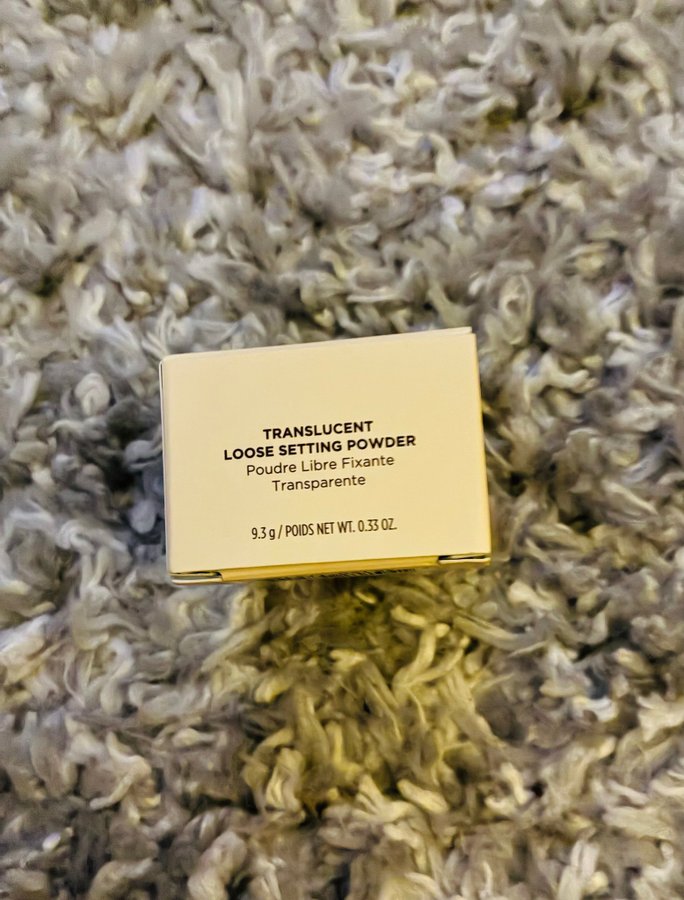 TRANSLUCENT
LOOSE SETTING POWDER
Poudre Libre Fixante
Transparente
9.3 g / POIDS NET WT. 0.33 OZ.